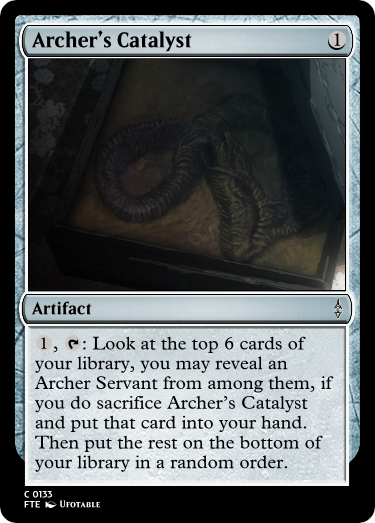 Archer's Catalyst 1
Artifact
1, : Look at the top 6 cards of
your library, you may reveal an
Archer Servant from among them, if
you do sacrifice Archer's Catalyst
and put that card into your hand.
Then put the rest on the bottom of
your library in a random order.
C 0133
FTE Ufotable